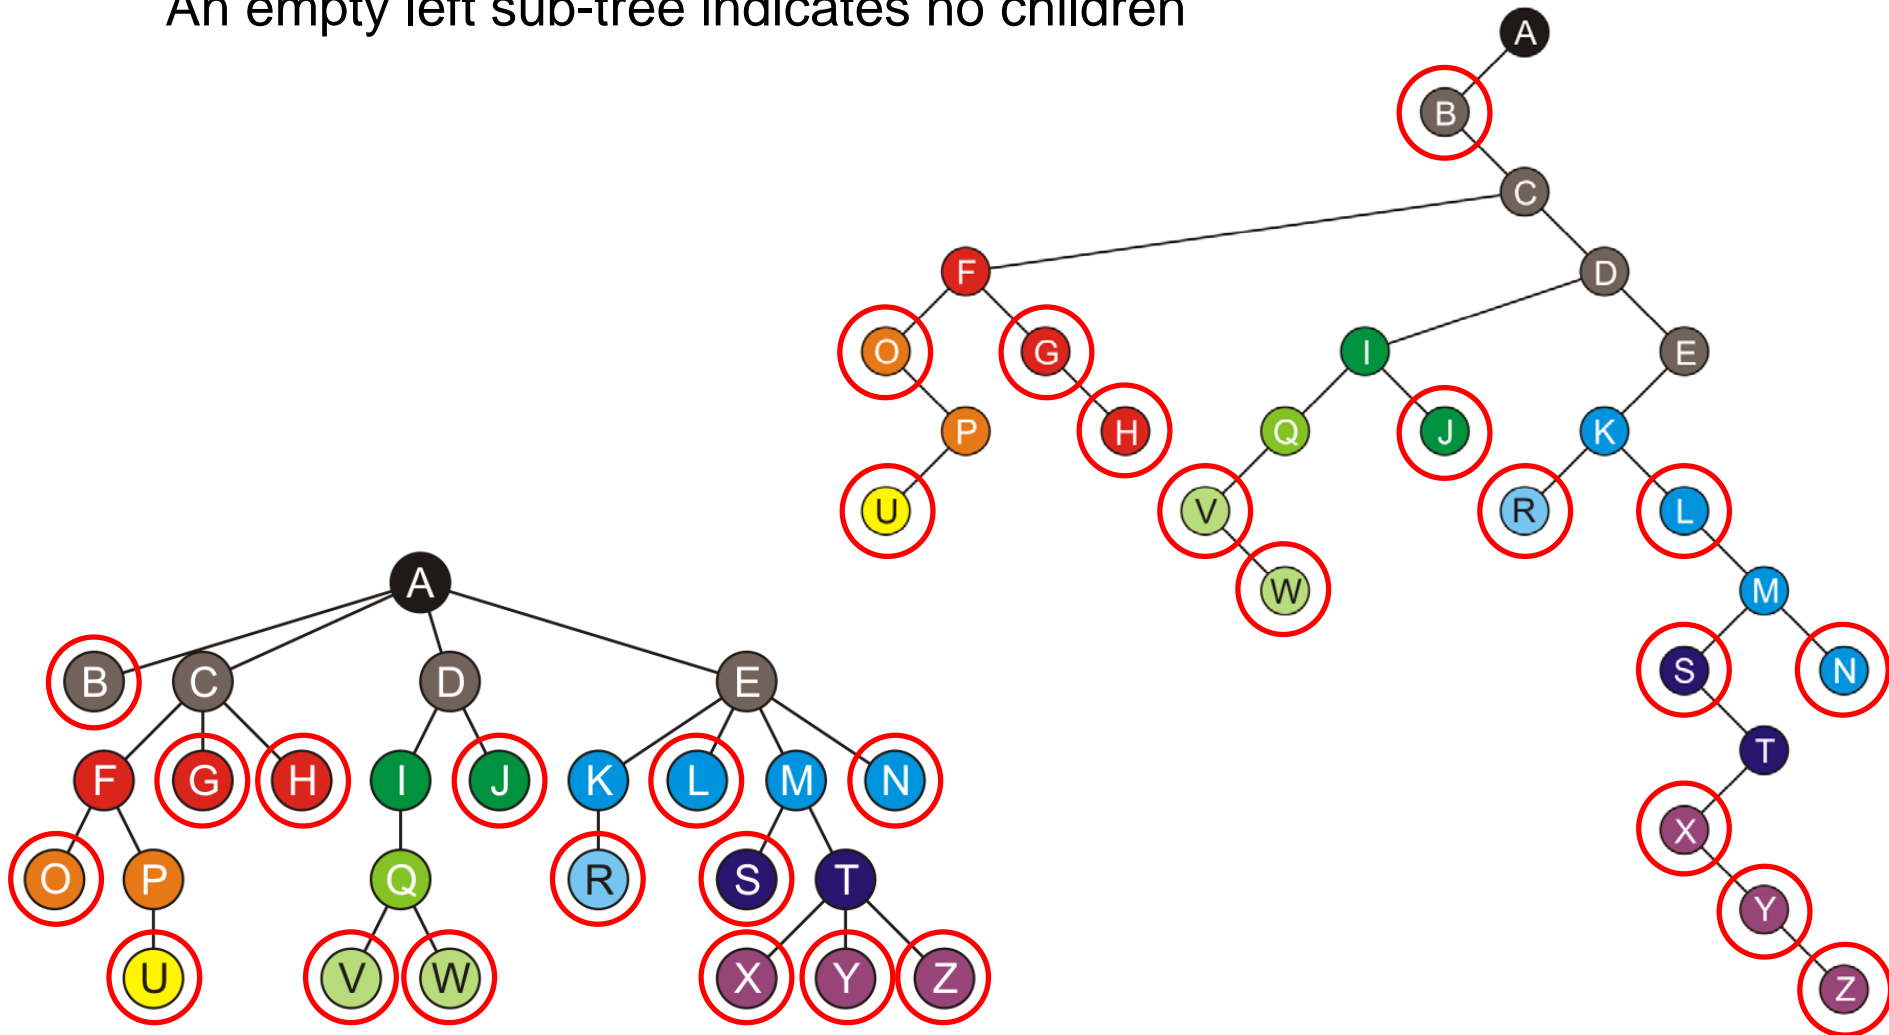 An empty left sub-tree indicates no children
A
B
C
F D
O G I E
P H Q J K
U V R L
W M
S N
T
X
Y
Z
A
B C D E
F G H I J K L M N
O P Q R S T
U V W X Y Z